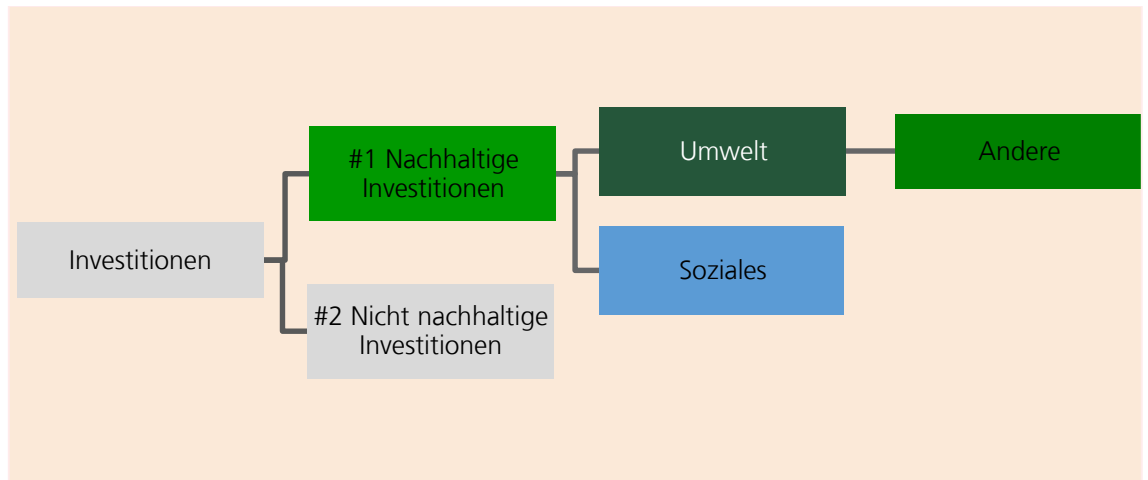 Investitionen
#1 Nachhaltige
Investitionen
#2 Nicht nachhaltige
Investitionen
Umwelt
Soziales
Andere